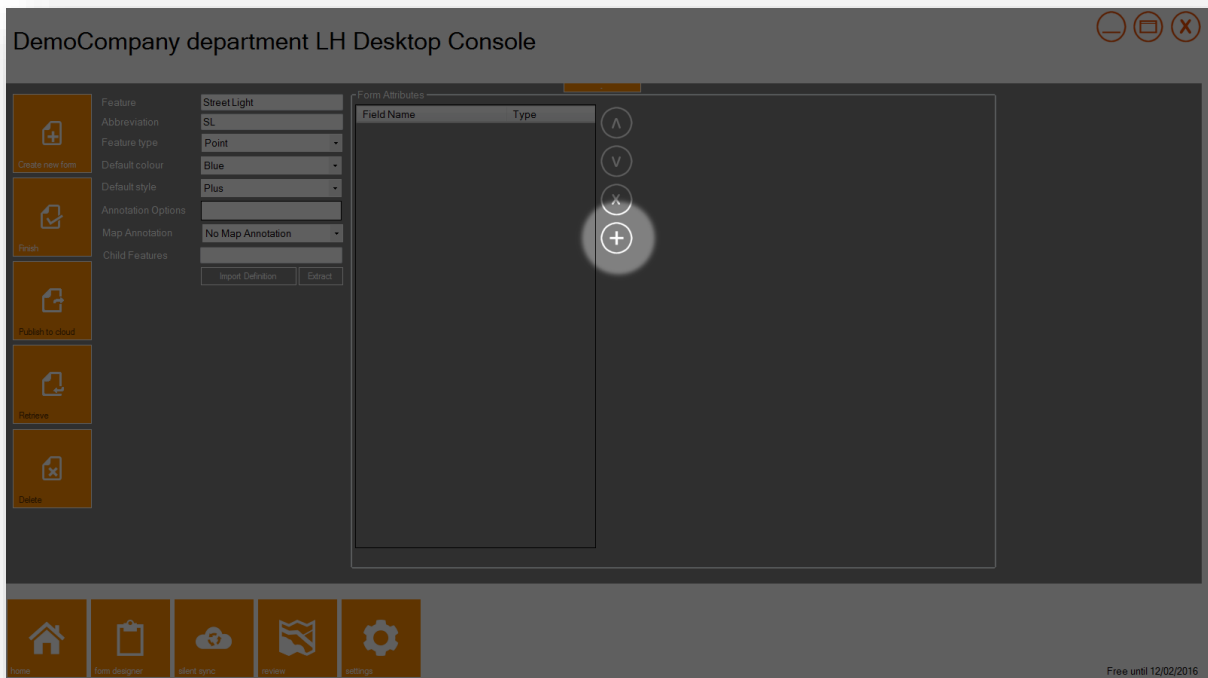 DemoCompany department LH Desktop Console
X
Create new form
Finish
Publish to cloud
Retrieve
Delete
Feature
Street Light
Abbreviation
SL
Feature type
Point
Default colour
Blue
Default style
Plus
Annotation Options
Map Annotation
No Map Annotation
Child Features
Import Definition
Extract
Form Attributes
Field Name
Type
home
form designer
silent sync
review
settings
Free until 12/02/2016